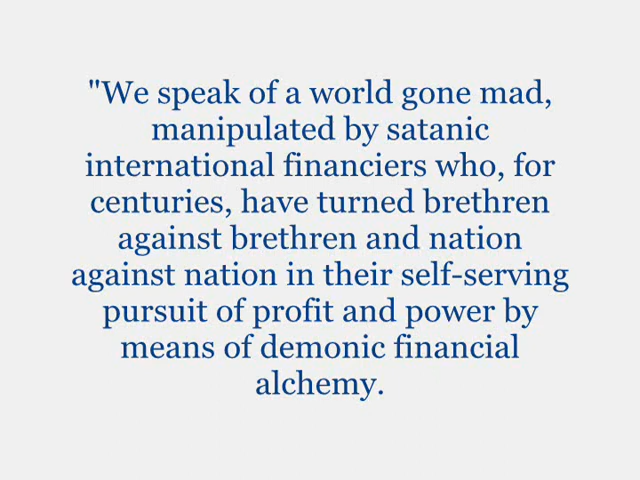 "We speak of a world gone mad,
manipulated by satanic
international financiers who, for
centuries, have turned brethren
against brethren and nation
against nation in their self-serving
pursuit of profit and power by
means of demonic financial
alchemy.